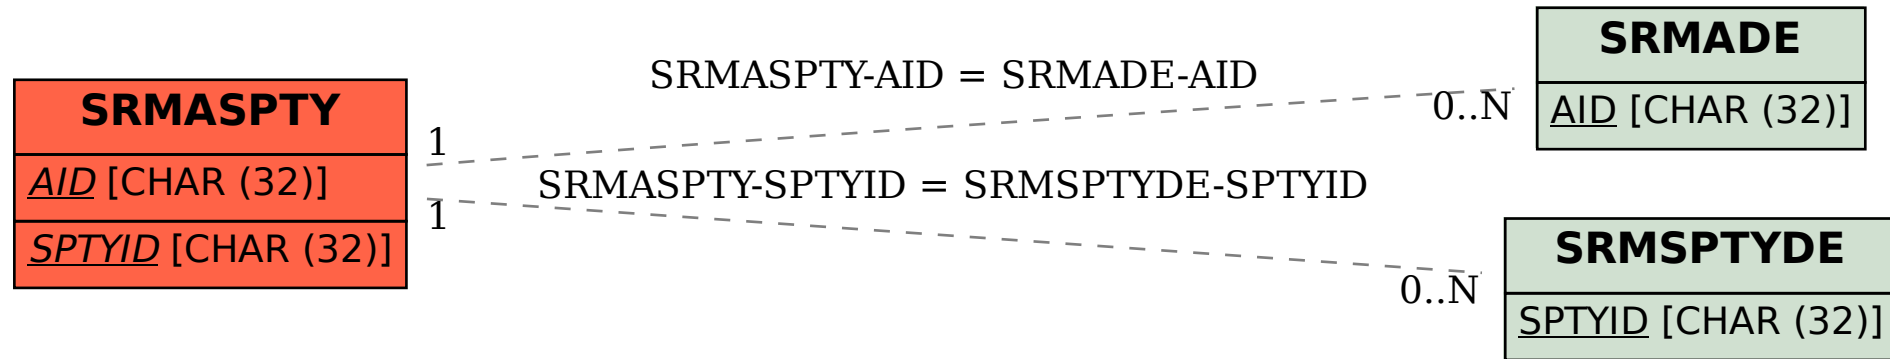 SRMASPTY
AID [CHAR (32)]
SPTYID [CHAR (32)]
SRMASPTY-AID = SRMADE-AID
1
0..N
SRMASPTY-SPTYID = SRMSPTYDE-SPTYID
1
0..N
SRMADE
AID [CHAR (32)]
SRMSPTYDE
SPTYID [CHAR (32)]